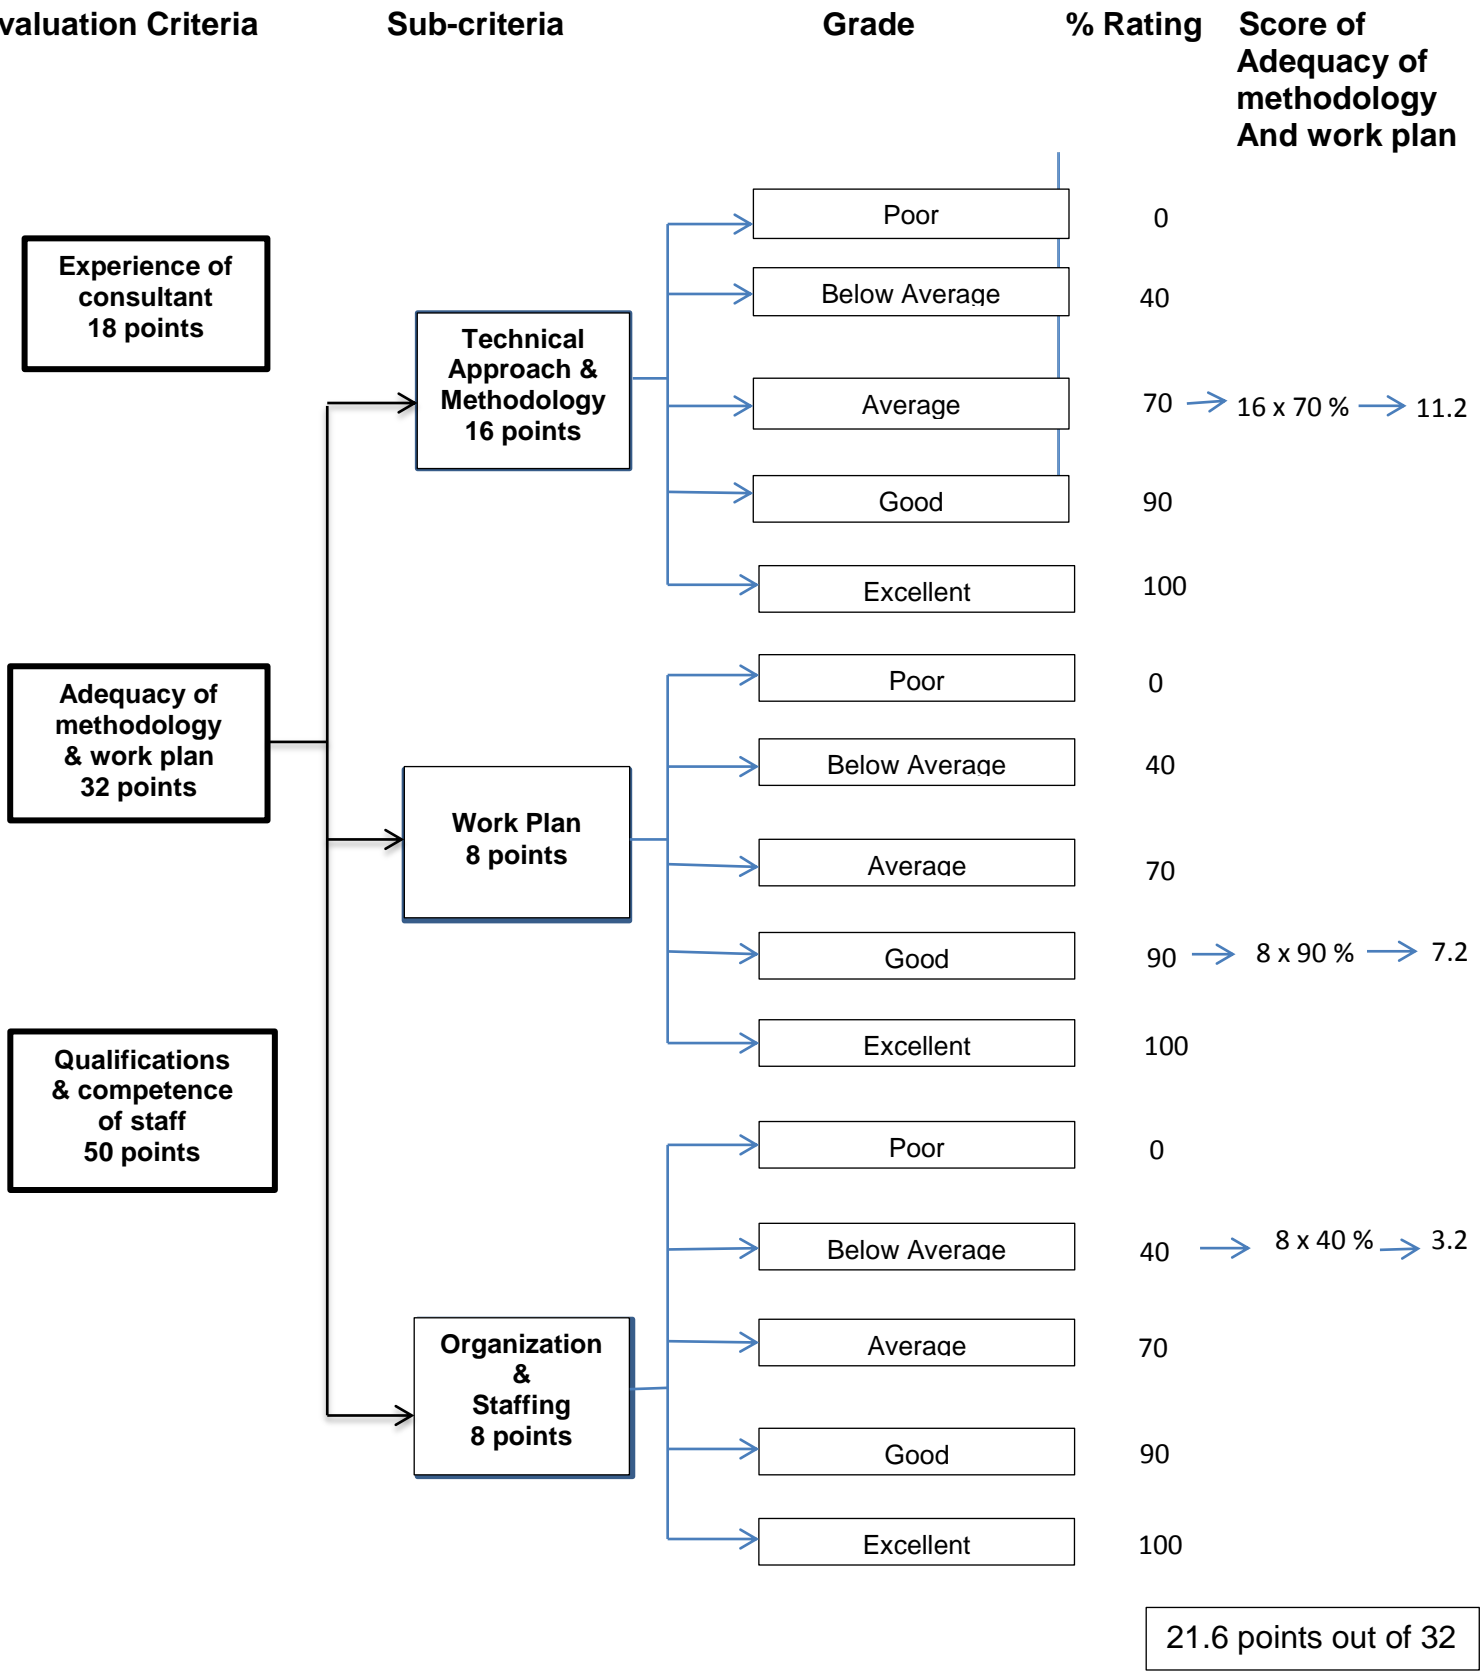 valuation Criteria Sub-criteria Grade % Rating Score of
Adequacy of
methodology
And work plan
Experience of
consultant
18 points
Adequacy of
methodology
& work plan
32 points
Qualifications
& competence
of staff
50 points
Technical
Approach &
Methodology
16 points
Poor 0
Below Average 40
Average 70 16 x 70 % 11.2
Good 90
Excellent 100
Work Plan
8 points
Poor 0
Below Average 40
Average 70
Good 90 8 x 90 % 7.2
Excellent 100
Organization
&
Staffing
8 points
Poor 0
Below Average 40 8 x 40 % 3.2
Average 70
Good 90
Excellent 100
21.6 points out of 32